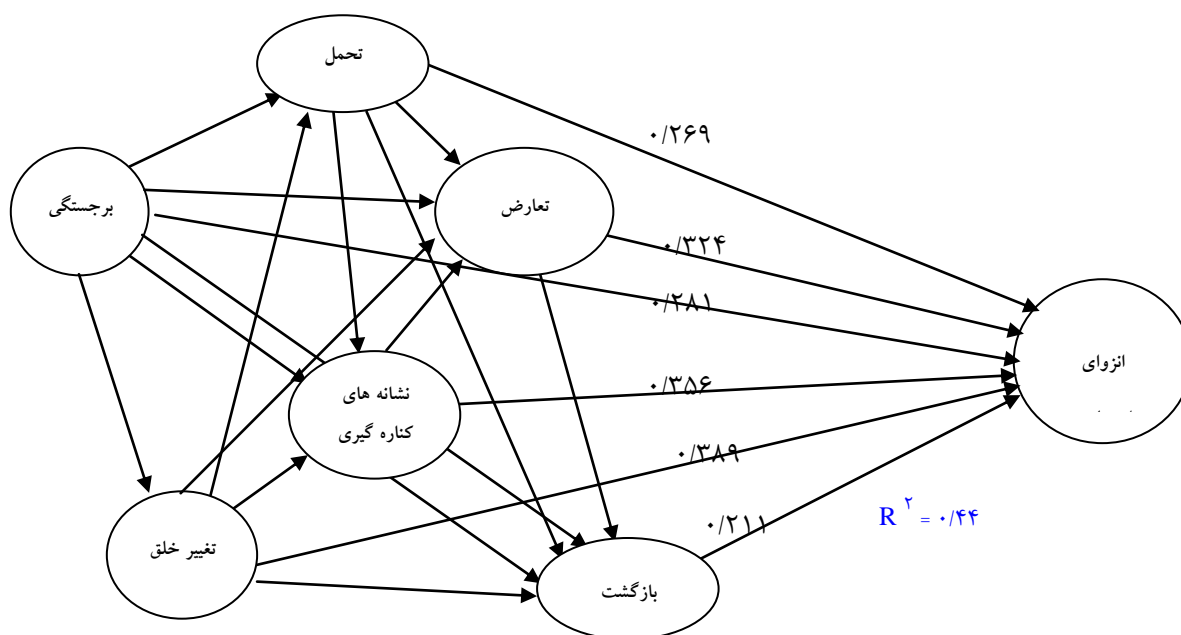 تحمل
۰/۲۶۹
برجستگی
تعارض
۰/۳۲۴
۰/۲۸۱
انزوای
نشانه های
کناره گیری
۰/۳۵۶
۰/۳۸۹
تغییر خلق
۰/۲۱۱
R ۲ = ۰/۴۴
بازگشت